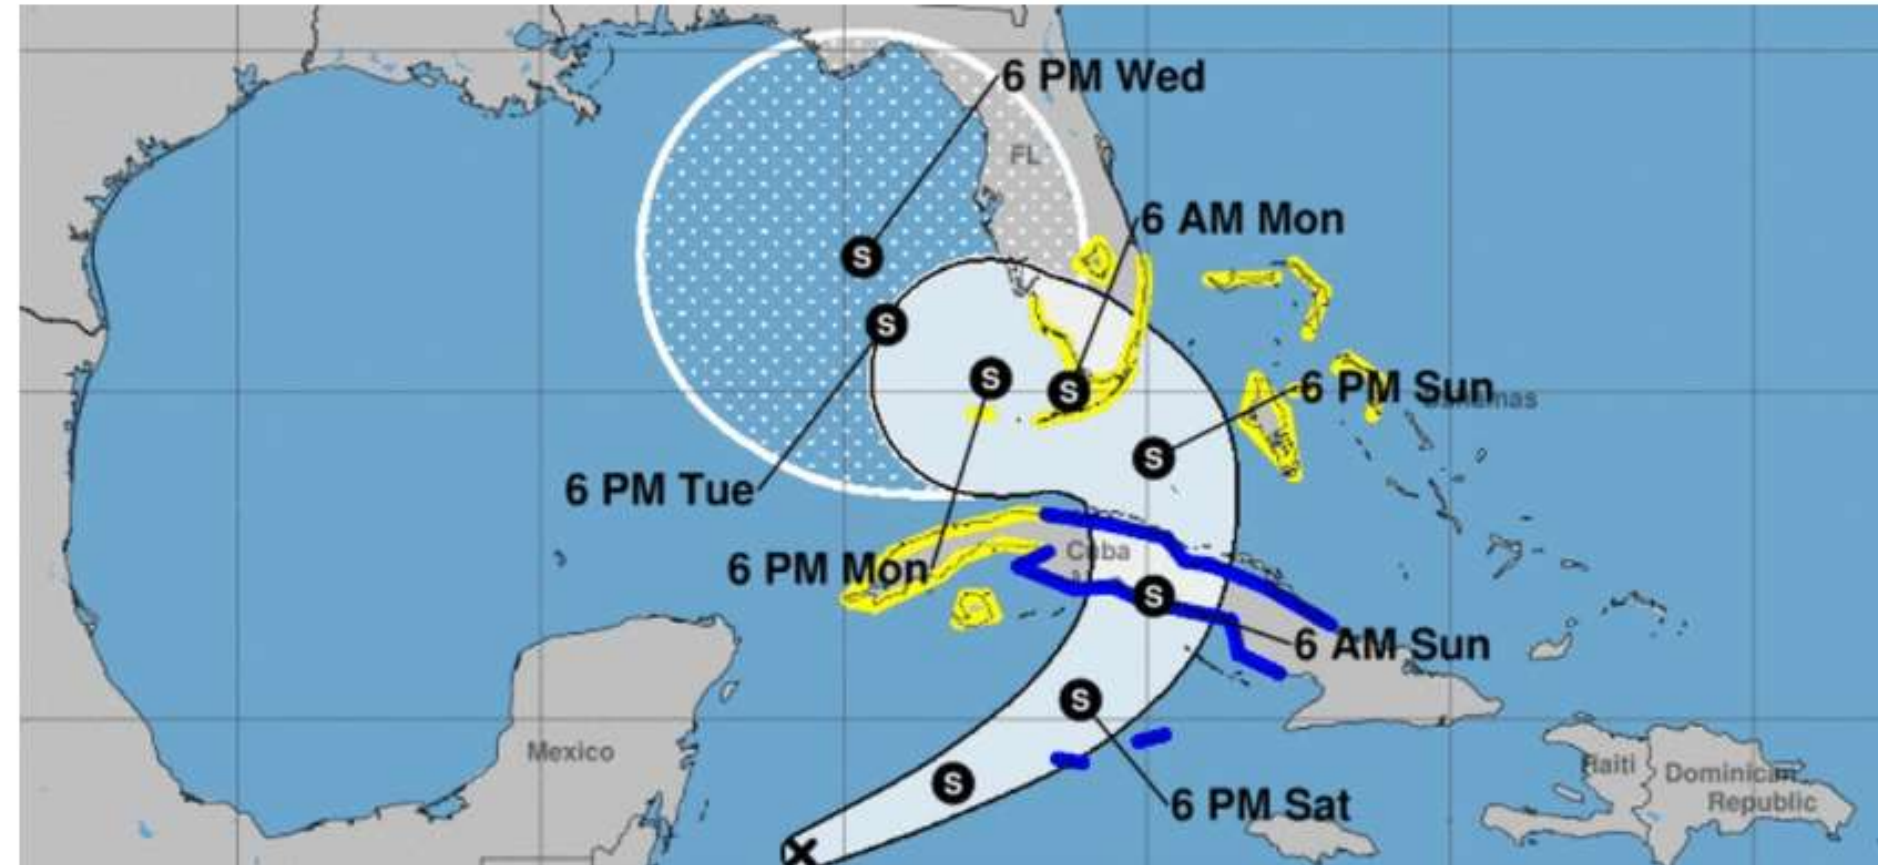 6 PM Wed
FL
6 AM Mon
S
S
S
S
6 PM Sun
Bahamas
S
6 PM Tue
Cuba
6 PM Mon
S
6 AM Sun
S
Mexico
S
Haiti
Dominican
Republic
6 PM Sat
X